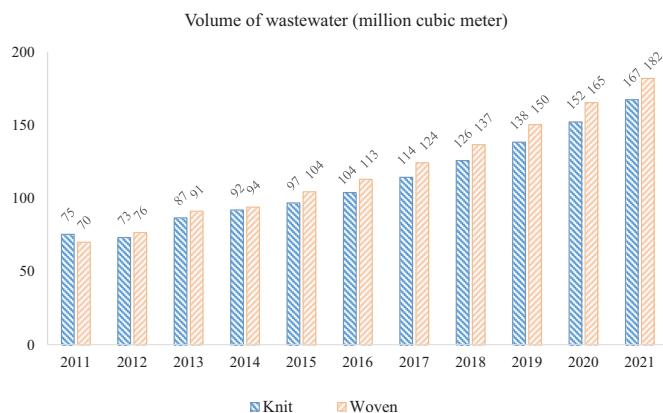 Volume of wastewater (million cubic meter)
200
150
100
50
0
75 70 73 76 87 91 92 94 97 104 104 113 114 124 126 137 138 150 152 165 167 182
2011 2012 2013 2014 2015 2016 2017 2018 2019 2020 2021
Knit Woven